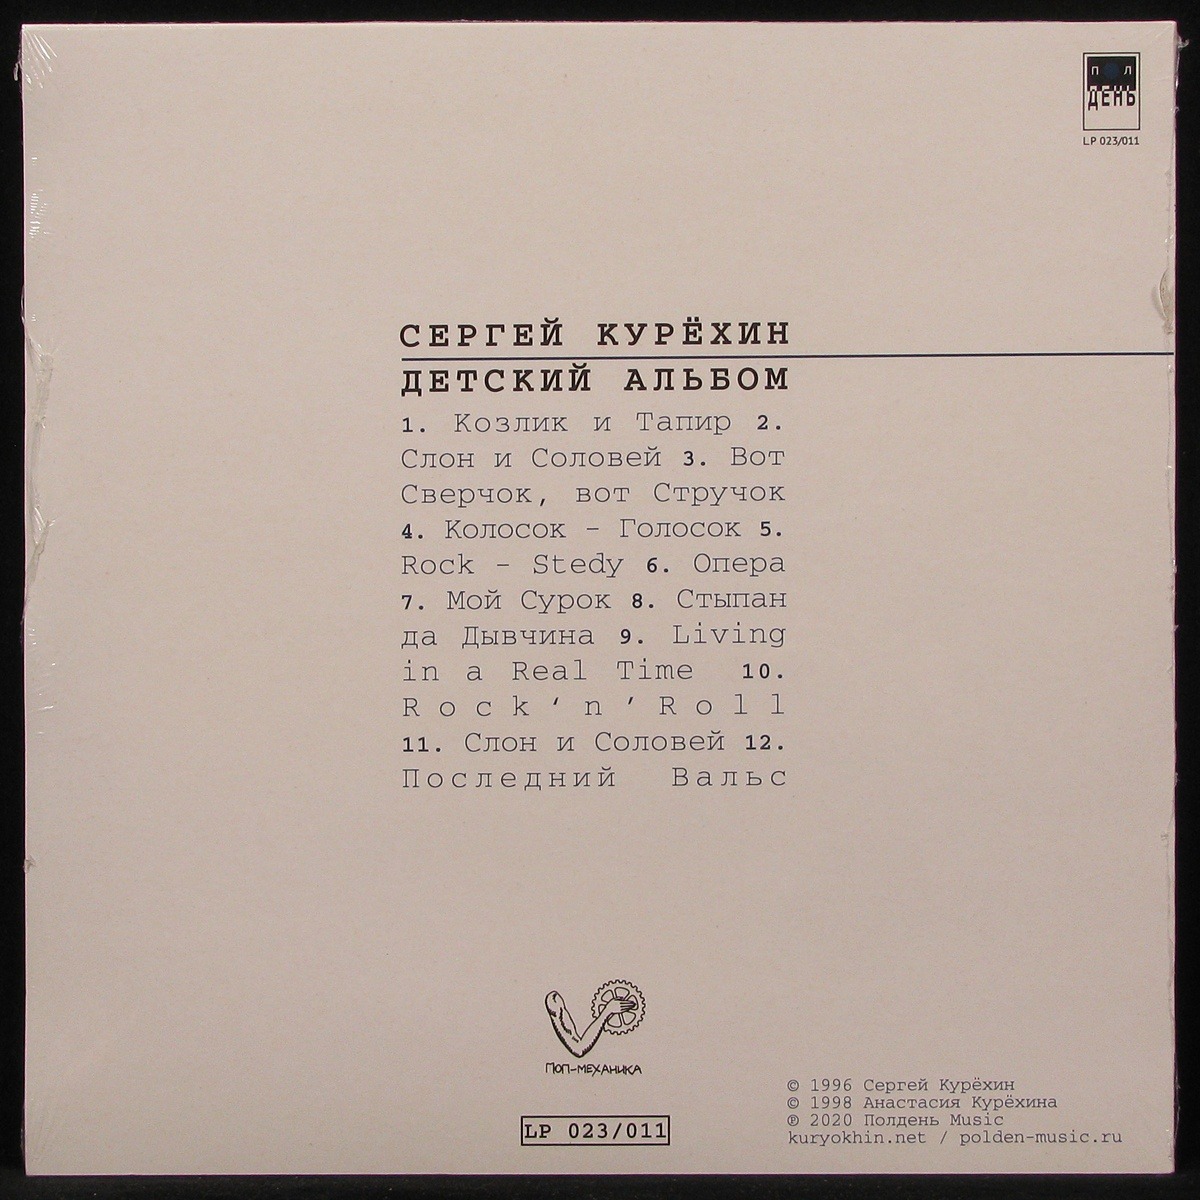 П Л
ДЕНЬ
LP 023/011
СЕРГЕЙ КУРЁХИН
ДЕТСКИЙ АЛЬБОМ
1. Козлик и Тапир 2.
Слон и Соловей 3. Вот
Сверчок, вот Стручок
4. Колосок - Голосок 5.
Rock - Stedy 6. Опера
7. Мой Сурок 8. Стыпан
да Дывчина 9. Living
in a Real Time 10.
Rock‘n’Roll
11. Слон и Соловей 12.
Последний Вальс
ПОП-МЕХАНИКА
LP 023/011
© 1996 Сергей Курёхин
© 1998 Анастасия Курёхина
℗ 2020 Полдень Music
kuryokhin.net / polden-music.ru